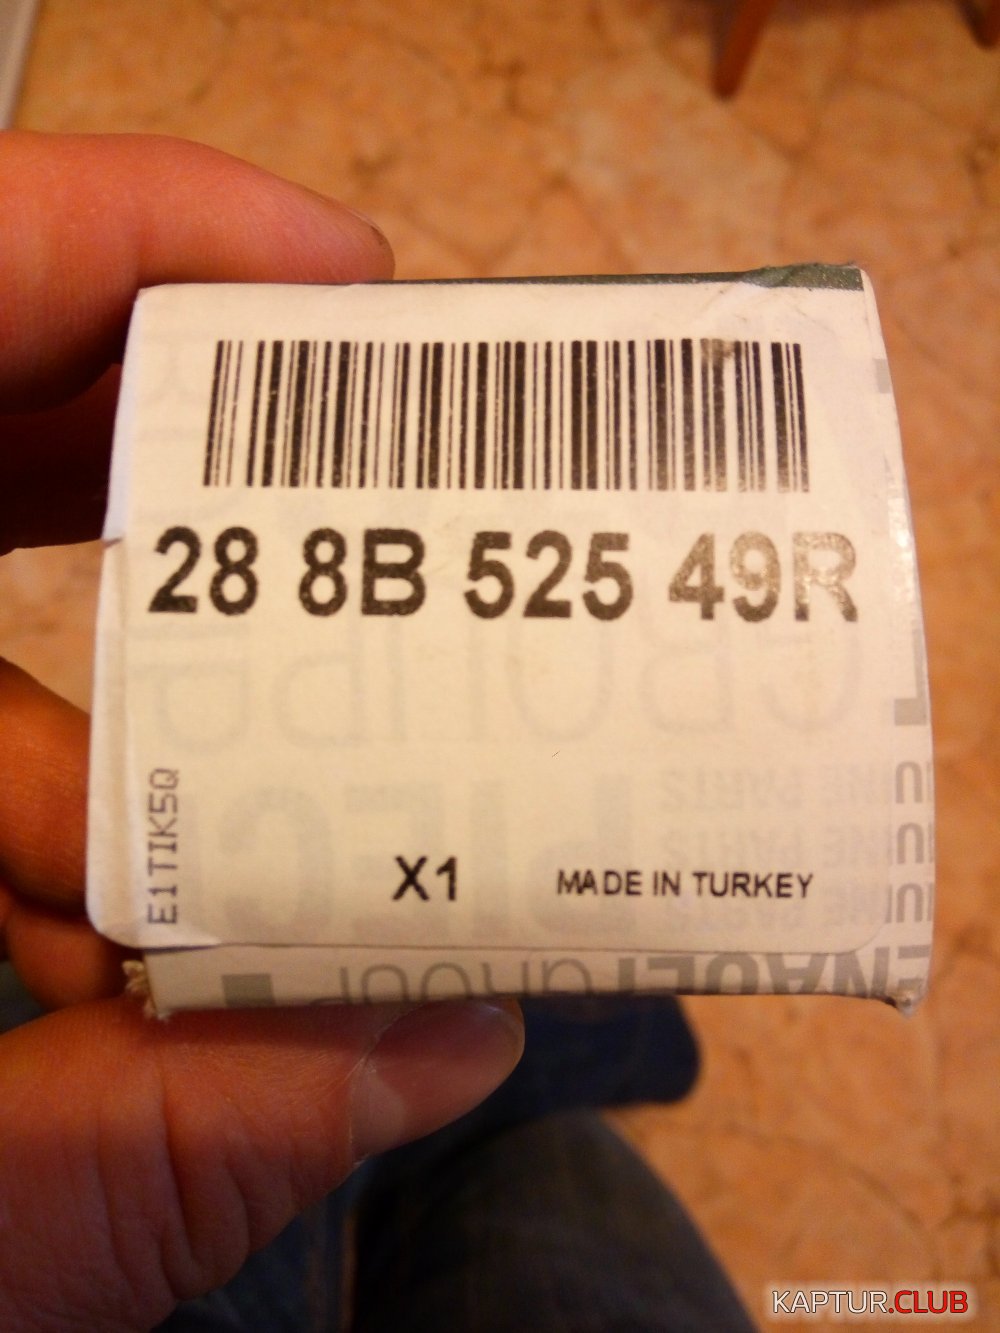 28 8B 525 49R
E1TIK5Q
X1 MADE IN TURKEY
KAPTUR.CLUB